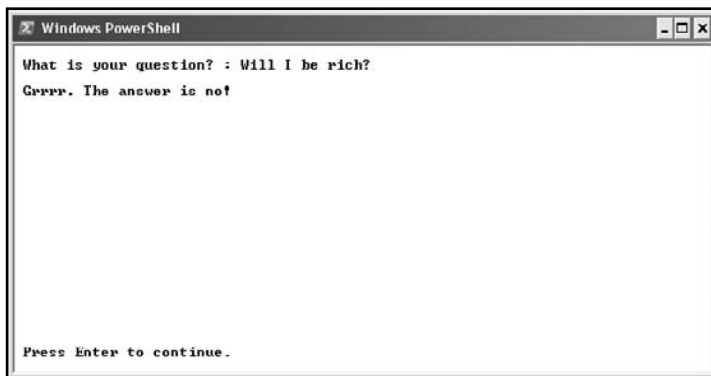 Windows PowerShell
What is your question? : Will I be rich?
Grrrr. The answer is no!
Press Enter to continue.